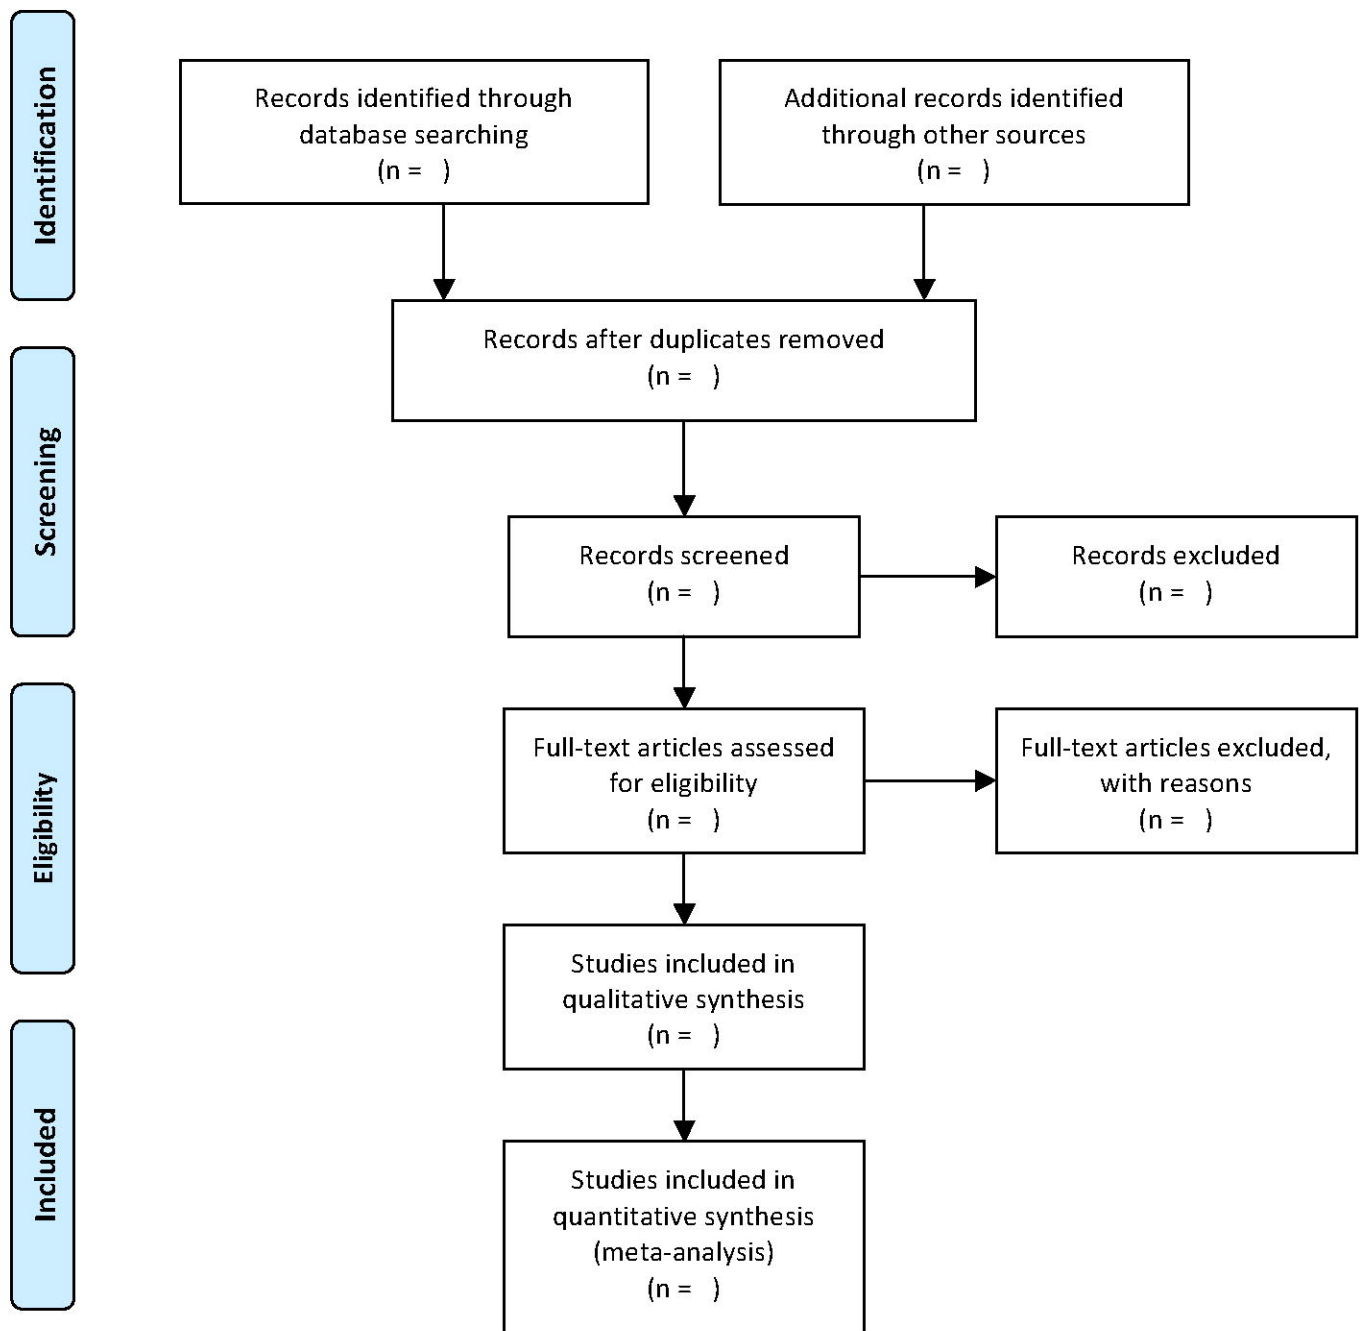 Identification
Records identified through
database searching
(n =   )
Additional records identified
through other sources
(n =   )
Records after duplicates removed
(n =   )
Screening
Records screened
(n =   )
Records excluded
(n =   )
Eligibility
Full-text articles assessed
for eligibility
(n =   )
Full-text articles excluded,
with reasons
(n =   )
Studies included in
qualitative synthesis
(n =   )
Included
Studies included in
quantitative synthesis
(meta-analysis)
(n =   )